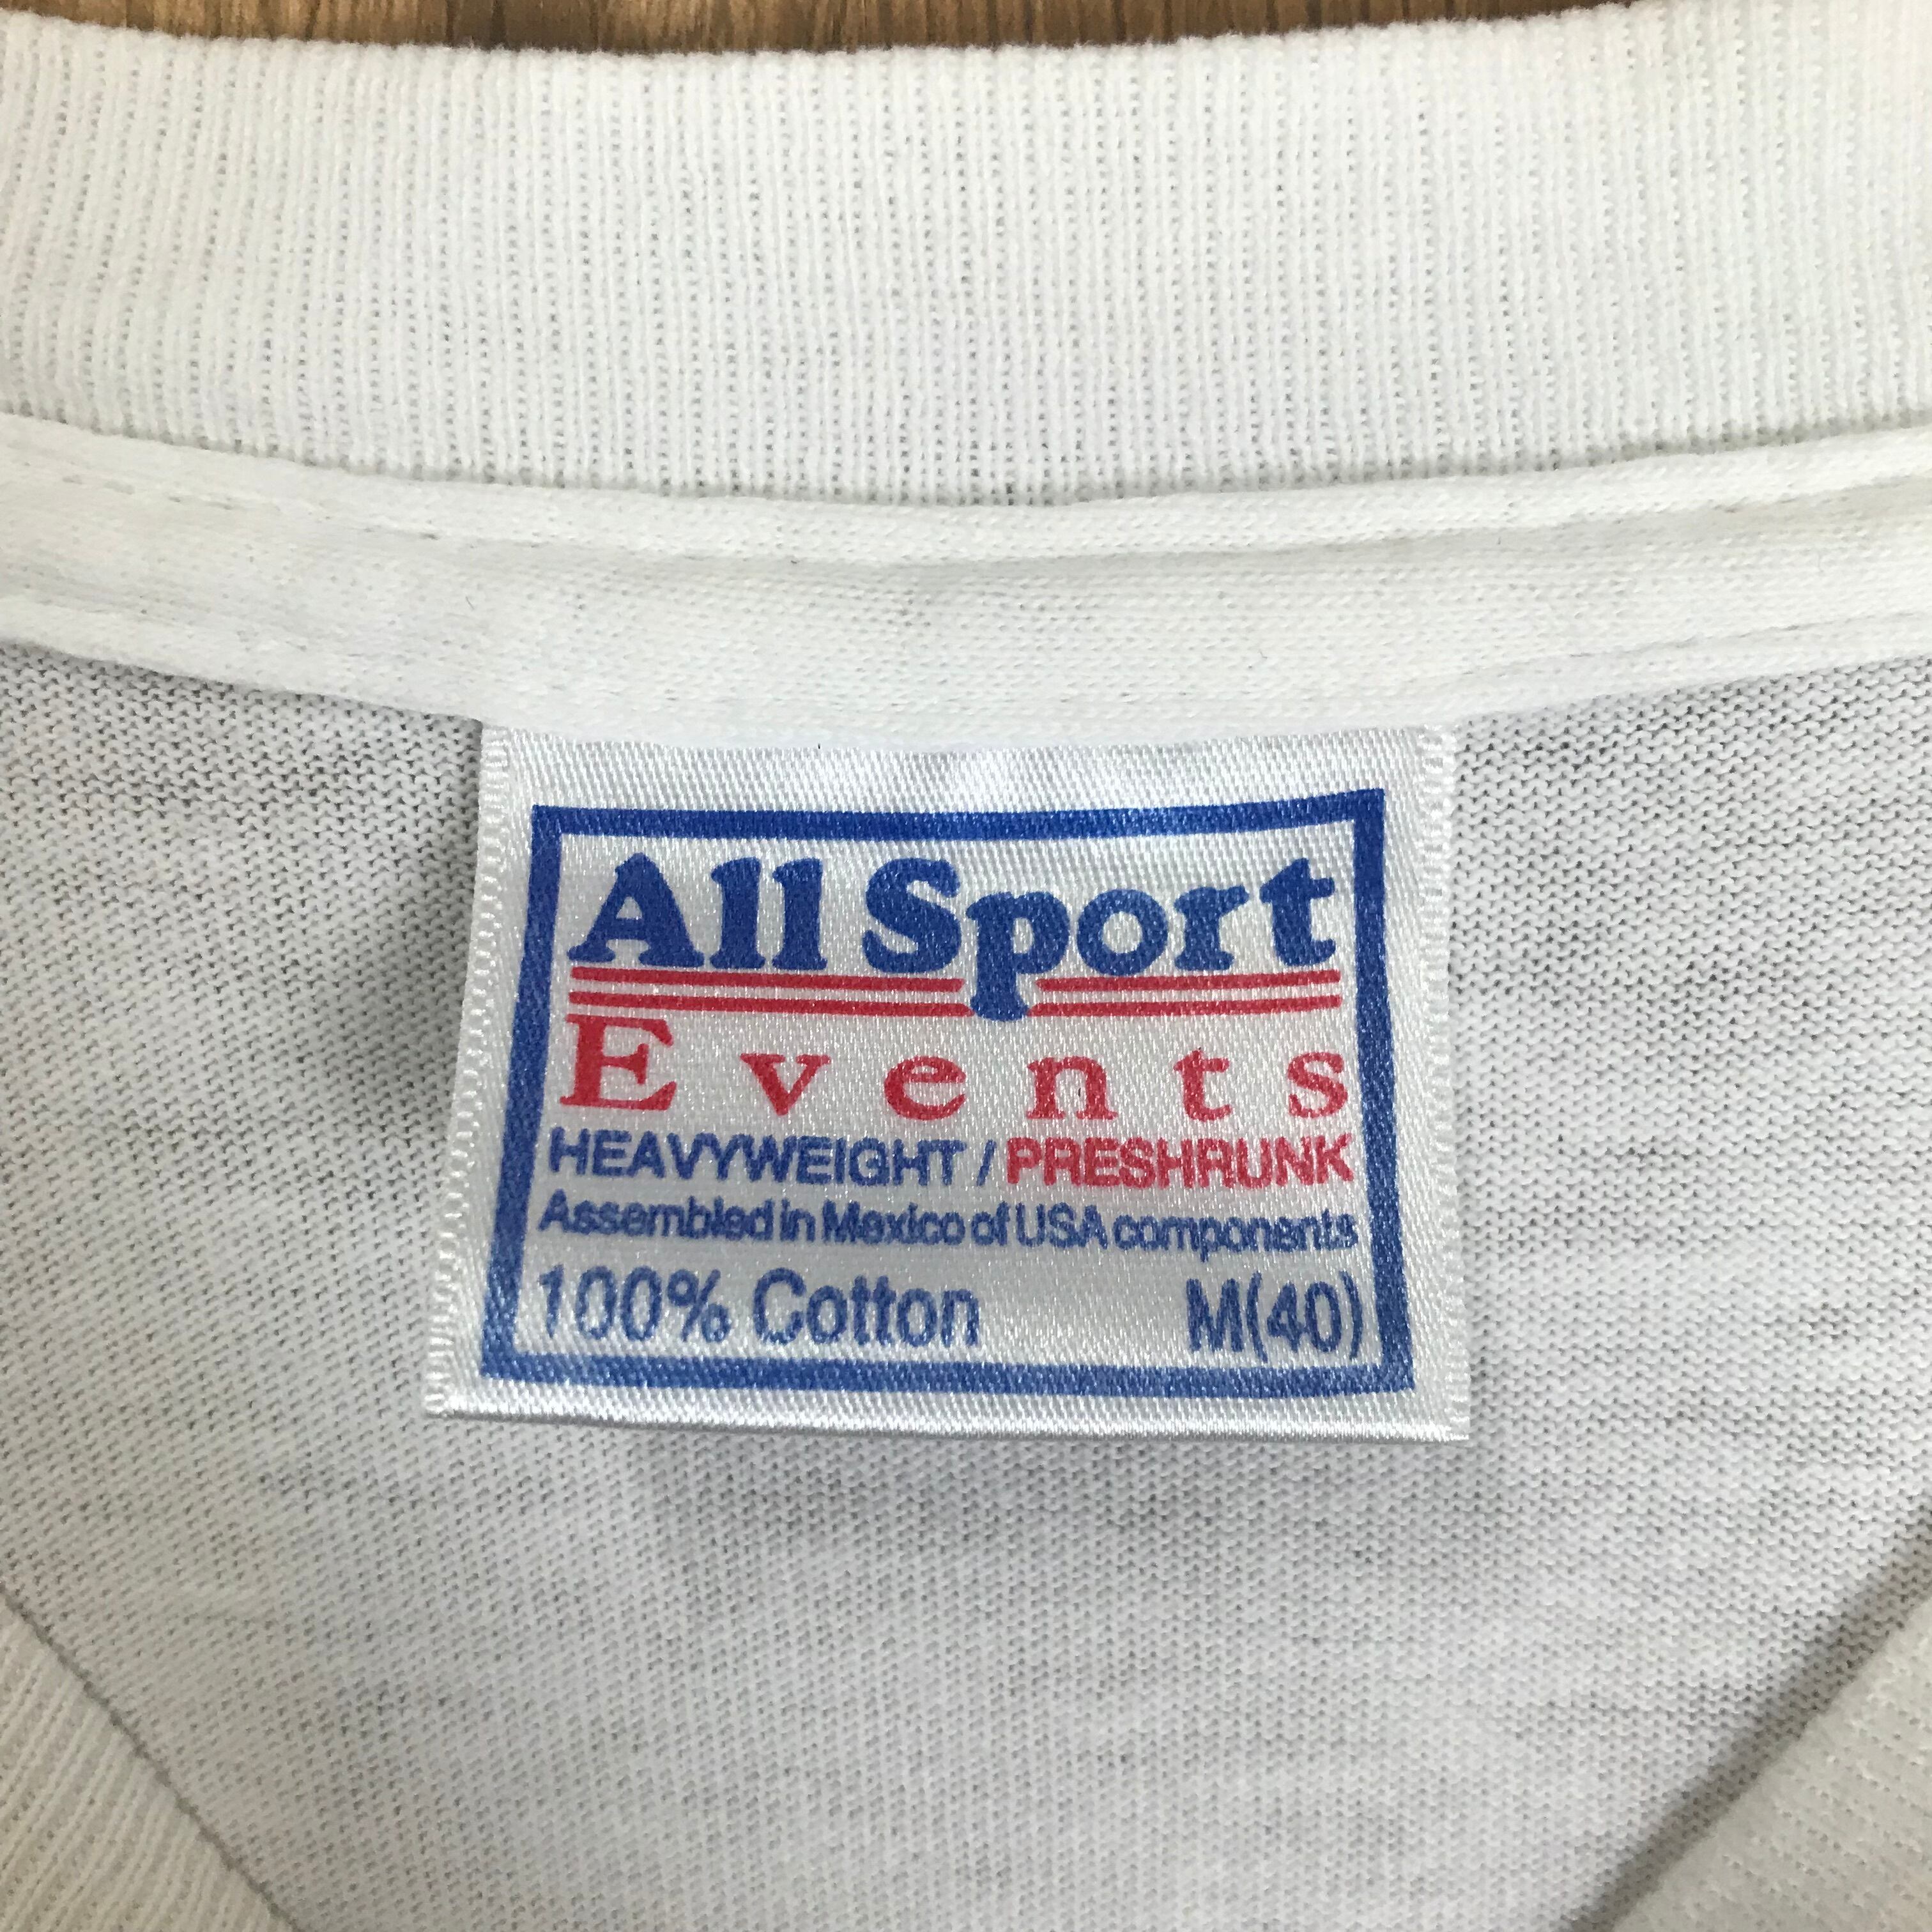 All Sport
Events
HEAVYWEIGHT / PRESHRUNK
Assembled in Mexico of USA components
100% Cotton M(40)